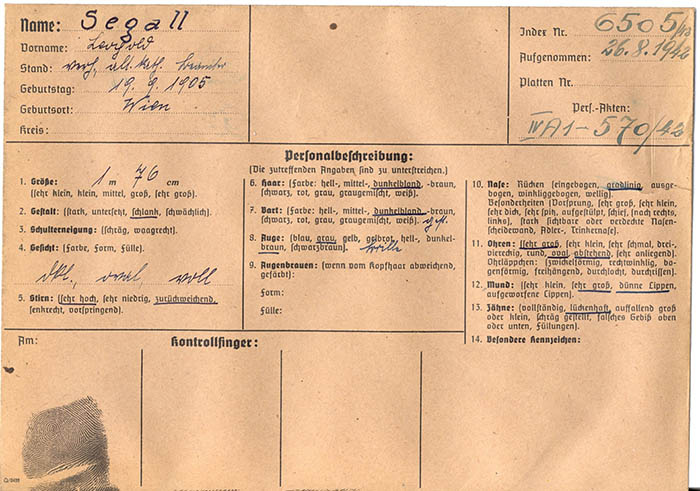 Name: Segall
Vorname: Leopold
Stand: verh., alt. kath.
Geburtstag: 19. 9. 1905
Geburtsort: Wien
Kreis:
Index Nr. 6505
Aufgenommen: 26. 8. 1942
Platten Nr.
Pers.-Akten:
IV A1 - 570/42
Personalbeschreibung:
(Die zutreffenden Angaben sind zu unterstreichen.)
1. Größe: 1 m 76 cm
(sehr klein, klein, mittel, groß, sehr groß).
2. Gestalt: (stark, untersetzt, schlank, schwächlich).
3. Schulterneigung: (schräg, waagrecht).
4. Gesicht: (Farbe, Form, Fülle).
dkl., oval, voll
5. Stirn: (sehr hoch, sehr niedrig, zurückweichend,
senkrecht, vorspringend).
6. Haar: (Farbe: hell-, mittel-, dunkelblond, -braun,
schwarz, rot, grau, graugemischt, weiß).
7. Bart: (Farbe: hell-, mittel-, dunkelblond, -braun,
schwarz, rot, grau, graugemischt, weiß).
8. Auge: (blau, grau, gelb, gelbrot, hell-, dunkel-
braun, schwarzbraun). Brille
9. Augenbrauen: (wenn vom Kopfhaar abweichend,
gefärbt):
Form:
Fülle:
10. Nase: Rücken (eingebogen, gradlinig, ausge-
bogen, winkliggebogen, wellig).
Besonderheiten (Vorsprung, sehr groß, sehr klein,
sehr dick, sehr spitz, aufgestülpt, schief, (nach rechts,
links), stark sichtbare oder verdeckte Nasen-
scheidewand, Adler-, Trinkernase).
11. Ohren: (sehr groß, sehr klein, sehr schmal, drei-,
viereckig, rund, oval, abstehend, sehr anliegend).
Ohrläppchen: (zwickelförmig, rechtwinklig, bo-
genförmig, freihängend, durchlocht, durchrissen).
12. Mund: (sehr klein, sehr groß, dünne Lippen,
aufgeworfene Lippen).
13. Zähne: (vollständig, lückenhaft, auffallend groß
oder klein, schräg gestellt, falsches Gebiß oben
oder unten, Füllungen).
14. Besondere Kennzeichen:
Am:
Kontrollfinger: